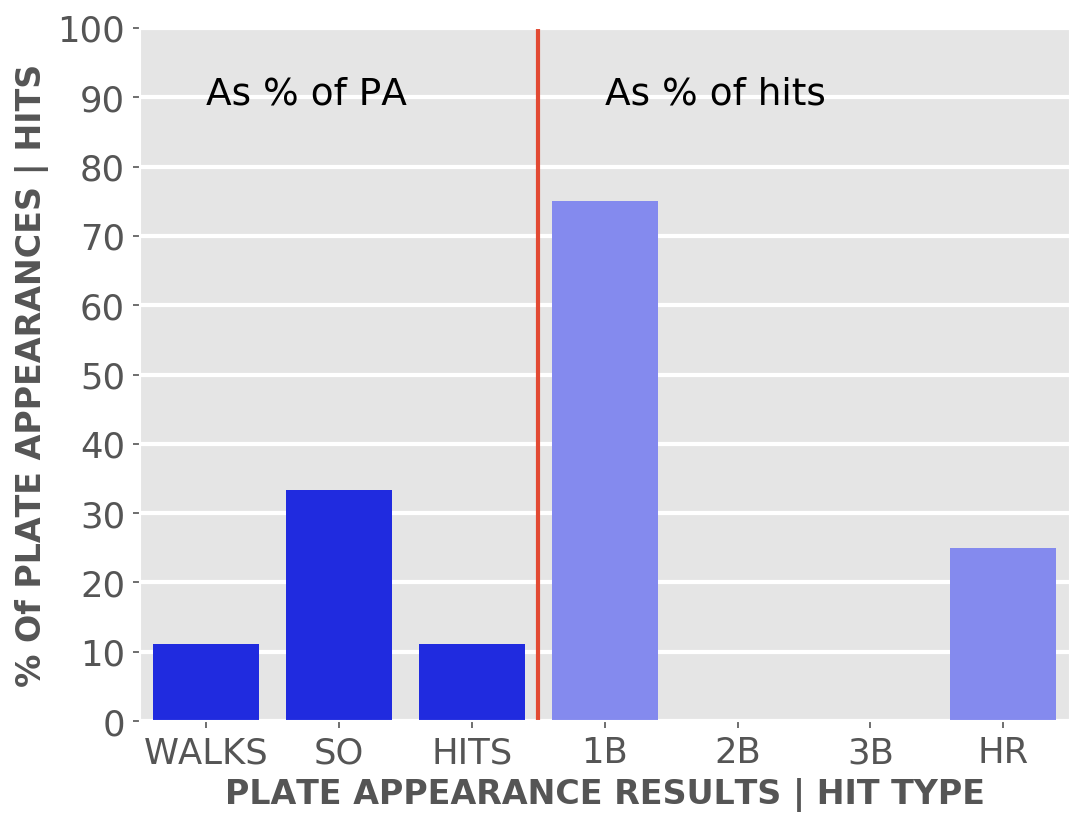 100
90
80
70
60
50
40
30
20
10
0
% Of PLATE APPEARANCES | HITS
As % of PA
As % of hits
WALKS SO HITS 1B 2B 3B HR
PLATE APPEARANCE RESULTS | HIT TYPE